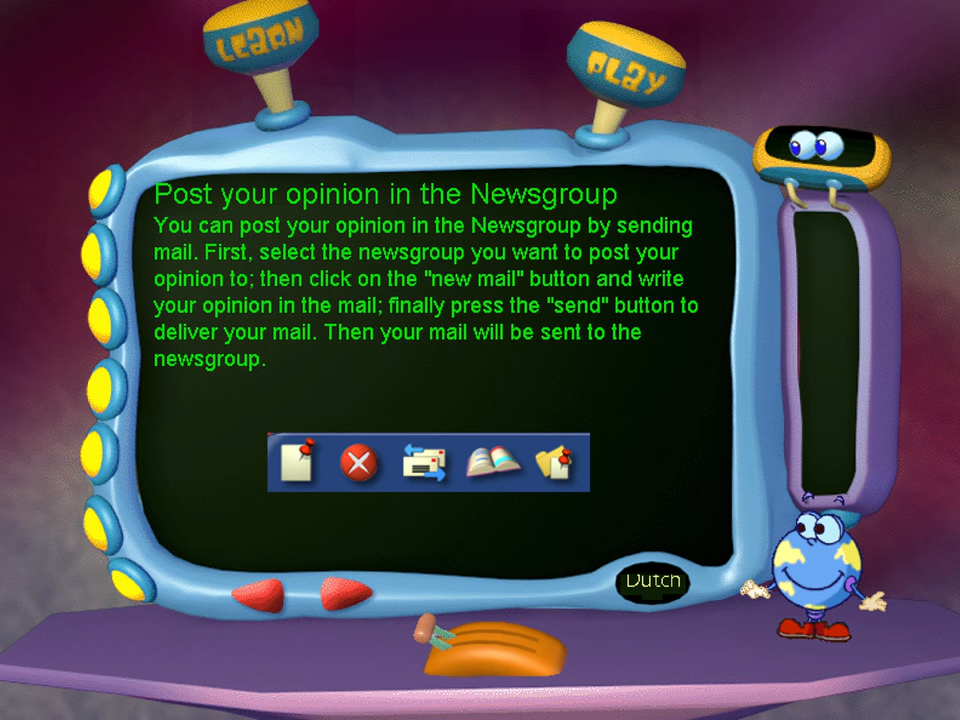 LEARN
PLAY
Post your opinion in the Newsgroup
You can post your opinion in the Newsgroup by sending
mail. First, select the newsgroup you want to post your
opinion to; then click on the "new mail" button and write
your opinion in the mail; finally press the "send" button to
deliver your mail. Then your mail will be sent to the
newsgroup.
Dutch